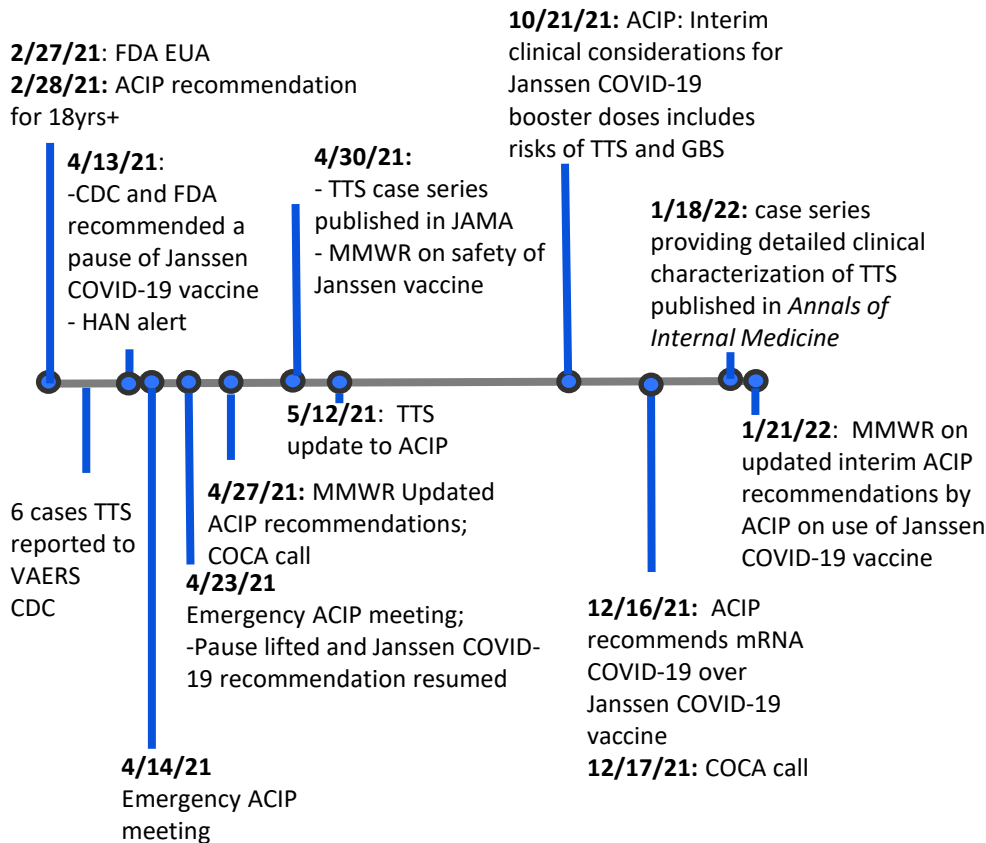 2/27/21: FDA EUA
2/28/21: ACIP recommendation
for 18yrs+
4/13/21:
-CDC and FDA
recommended a
pause of Janssen
COVID-19 vaccine
- HAN alert
4/30/21:
- TTS case series
published in JAMA
- MMWR on safety of
Janssen vaccine
10/21/21: ACIP: Interim
clinical considerations for
Janssen COVID-19
booster doses includes
risks of TTS and GBS
1/18/22: case series
providing detailed clinical
characterization of TTS
published in Annals of
Internal Medicine
6 cases TTS
reported to
VAERS
CDC
4/14/21
Emergency ACIP
meeting
4/23/21
Emergency ACIP meeting;
-Pause lifted and Janssen COVID-
19 recommendation resumed
4/27/21: MMWR Updated
ACIP recommendations;
COCA call
5/12/21: TTS
update to ACIP
12/16/21: ACIP
recommends mRNA
COVID-19 over
Janssen COVID-19
vaccine
12/17/21: COCA call
1/21/22: MMWR on
updated interim ACIP
recommendations by
ACIP on use of Janssen
COVID-19 vaccine